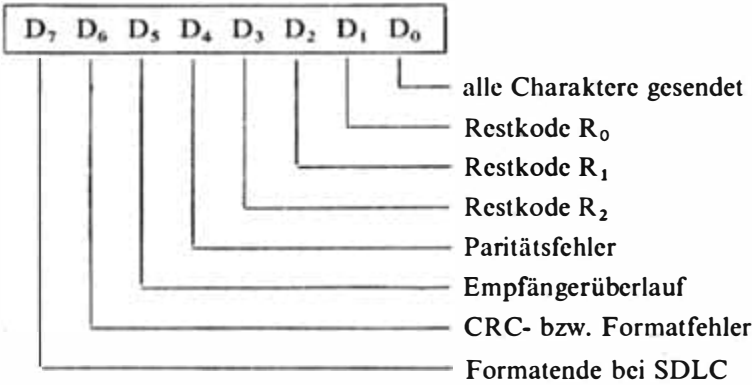 D₇ D₆ D₅ D₄ D₃ D₂ D₁ D₀
alle Charaktere gesendet
Restkode R₀
Restkode R₁
Restkode R₂
Paritätsfehler
Empfängerüberlauf
CRC- bzw. Formatfehler
Formatende bei SDLC